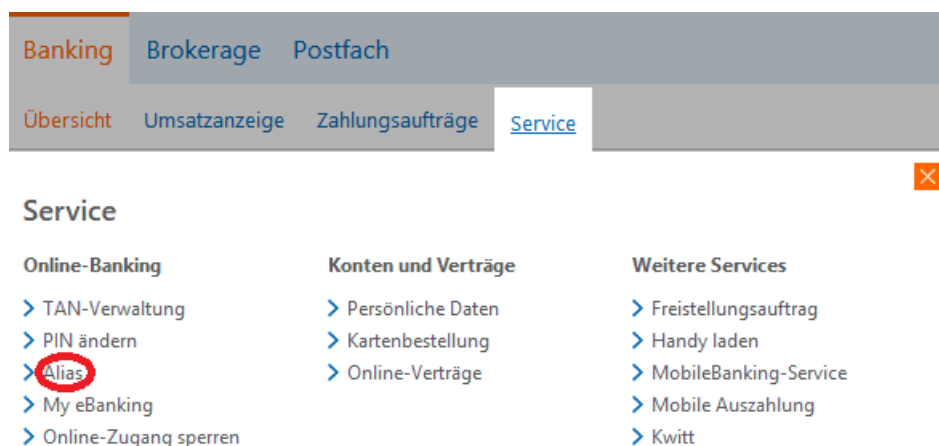 Banking Brokerage Postfach
Übersicht Umsatzanzeige Zahlungsaufträge Service
Service
Online-Banking
TAN-Verwaltung
PIN ändern
Alias
My eBanking
Online-Zugang sperren
Konten und Verträge
Persönliche Daten
Kartenbestellung
Online-Verträge
Weitere Services
Freistellungsauftrag
Handy laden
MobileBanking-Service
Mobile Auszahlung
Kwitt